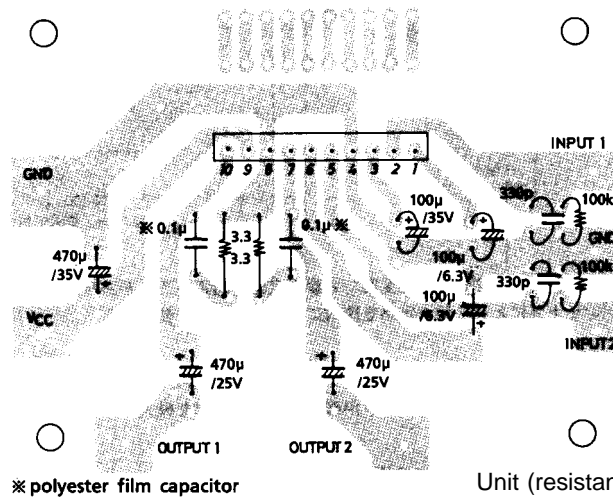 10 9 8 7 6 5 4 3 2 1
INPUT 1
GND
※ 0.1µ
3.3
3.3
0.1µ ※
100µ
/35V
330p
100k
GND
470µ
/35V
100µ
/6.3V
330p
100k
VCC
100µ
/6.3V
INPUT2
470µ
/25V
470µ
/25V
OUTPUT 1
OUTPUT 2
※ polyester film capacitor
Unit (resistan